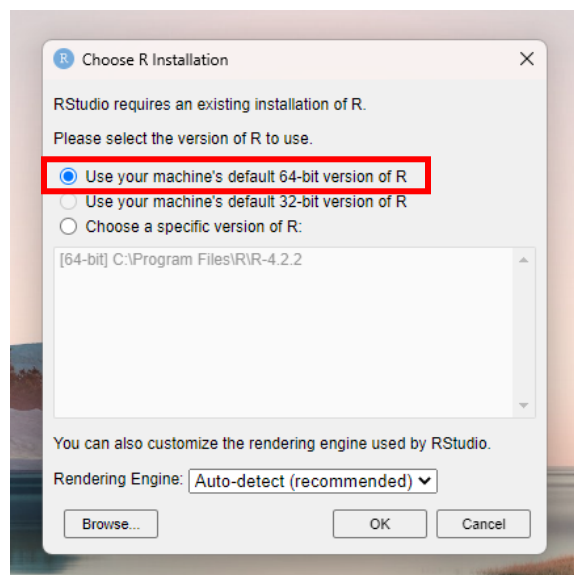 R Choose R Installation
RStudio requires an existing installation of R.
Please select the version of R to use.
Use your machine's default 64-bit version of R
Use your machine's default 32-bit version of R
Choose a specific version of R:
[64-bit] C:\Program Files\R\R-4.2.2
You can also customize the rendering engine used by RStudio.
Rendering Engine: Auto-detect (recommended)
Browse... OK Cancel